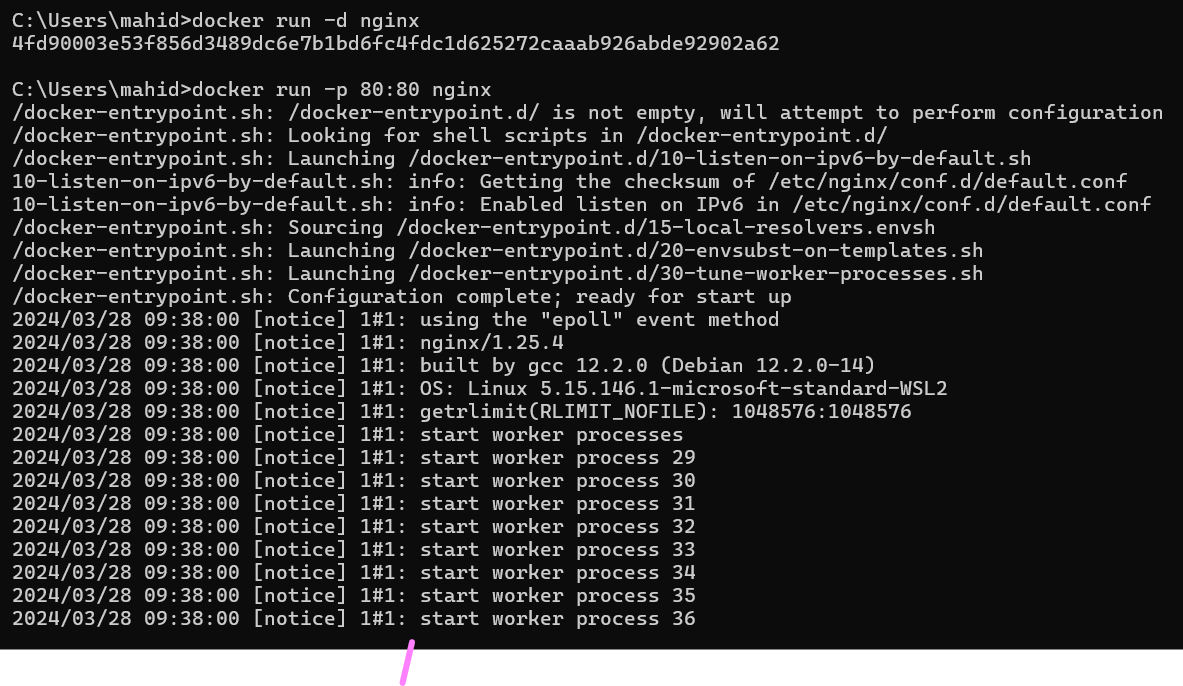 C:\Users\mahid>docker run -d nginx
4fd90003e53f856d3489dc6e7b1bd6fc4fdc1d625272caaab926abde92902a62
C:\Users\mahid>docker run -p 80:80 nginx
/docker-entrypoint.sh: /docker-entrypoint.d/ is not empty, will attempt to perform configuration
/docker-entrypoint.sh: Looking for shell scripts in /docker-entrypoint.d/
/docker-entrypoint.sh: Launching /docker-entrypoint.d/10-listen-on-ipv6-by-default.sh
10-listen-on-ipv6-by-default.sh: info: Getting the checksum of /etc/nginx/conf.d/default.conf
10-listen-on-ipv6-by-default.sh: info: Enabled listen on IPv6 in /etc/nginx/conf.d/default.conf
/docker-entrypoint.sh: Sourcing /docker-entrypoint.d/15-local-resolvers.envsh
/docker-entrypoint.sh: Launching /docker-entrypoint.d/20-envsubst-on-templates.sh
/docker-entrypoint.sh: Launching /docker-entrypoint.d/30-tune-worker-processes.sh
/docker-entrypoint.sh: Configuration complete; ready for start up
2024/03/28 09:38:00 [notice] 1#1: using the "epoll" event method
2024/03/28 09:38:00 [notice] 1#1: nginx/1.25.4
2024/03/28 09:38:00 [notice] 1#1: built by gcc 12.2.0 (Debian 12.2.0-14)
2024/03/28 09:38:00 [notice] 1#1: OS: Linux 5.15.146.1-microsoft-standard-WSL2
2024/03/28 09:38:00 [notice] 1#1: getrlimit(RLIMIT_NOFILE): 1048576:1048576
2024/03/28 09:38:00 [notice] 1#1: start worker processes
2024/03/28 09:38:00 [notice] 1#1: start worker process 29
2024/03/28 09:38:00 [notice] 1#1: start worker process 30
2024/03/28 09:38:00 [notice] 1#1: start worker process 31
2024/03/28 09:38:00 [notice] 1#1: start worker process 32
2024/03/28 09:38:00 [notice] 1#1: start worker process 33
2024/03/28 09:38:00 [notice] 1#1: start worker process 34
2024/03/28 09:38:00 [notice] 1#1: start worker process 35
2024/03/28 09:38:00 [notice] 1#1: start worker process 36